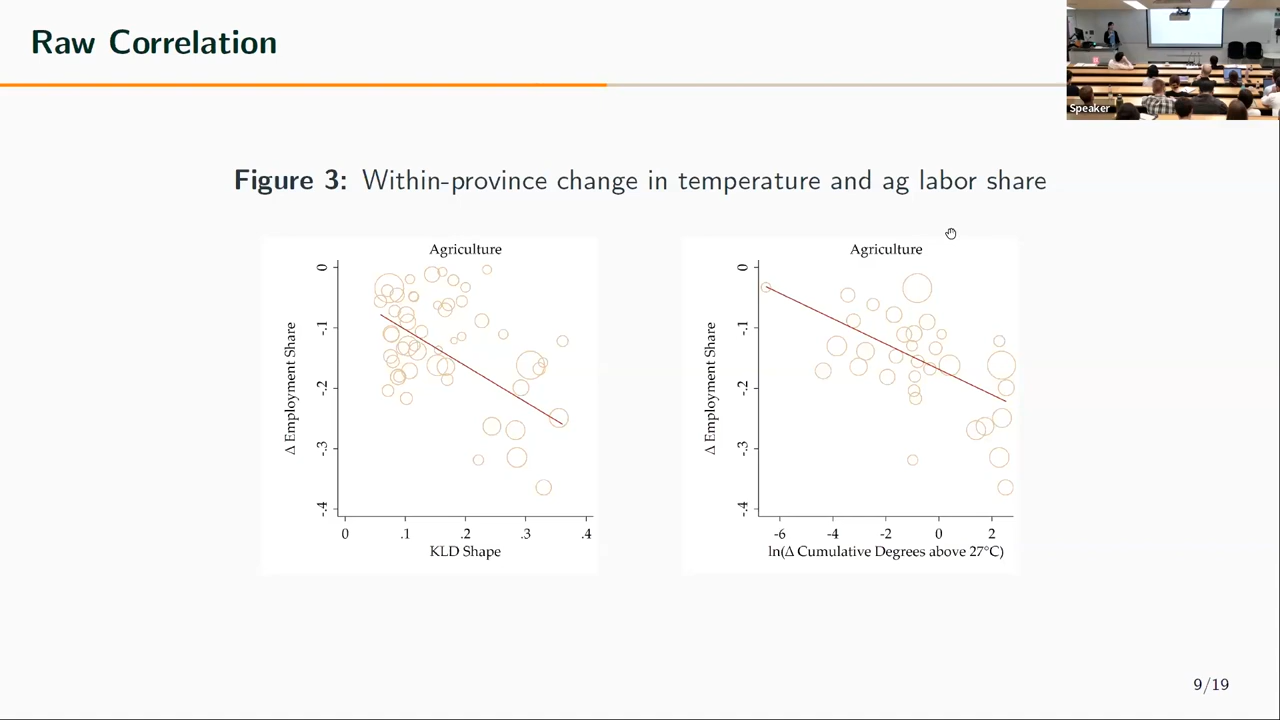 Raw Correlation
Speaker
Figure 3: Within-province change in temperature and ag labor share
Agriculture
Δ Employment Share
0
-.1
-.2
-.3
-.4
0 .1 .2 .3 .4
KLD Shape
Agriculture
Δ Employment Share
0
-.1
-.2
-.3
-.4
-6 -4 -2 0 2
ln(Δ Cumulative Degrees above 27°C)
9/19